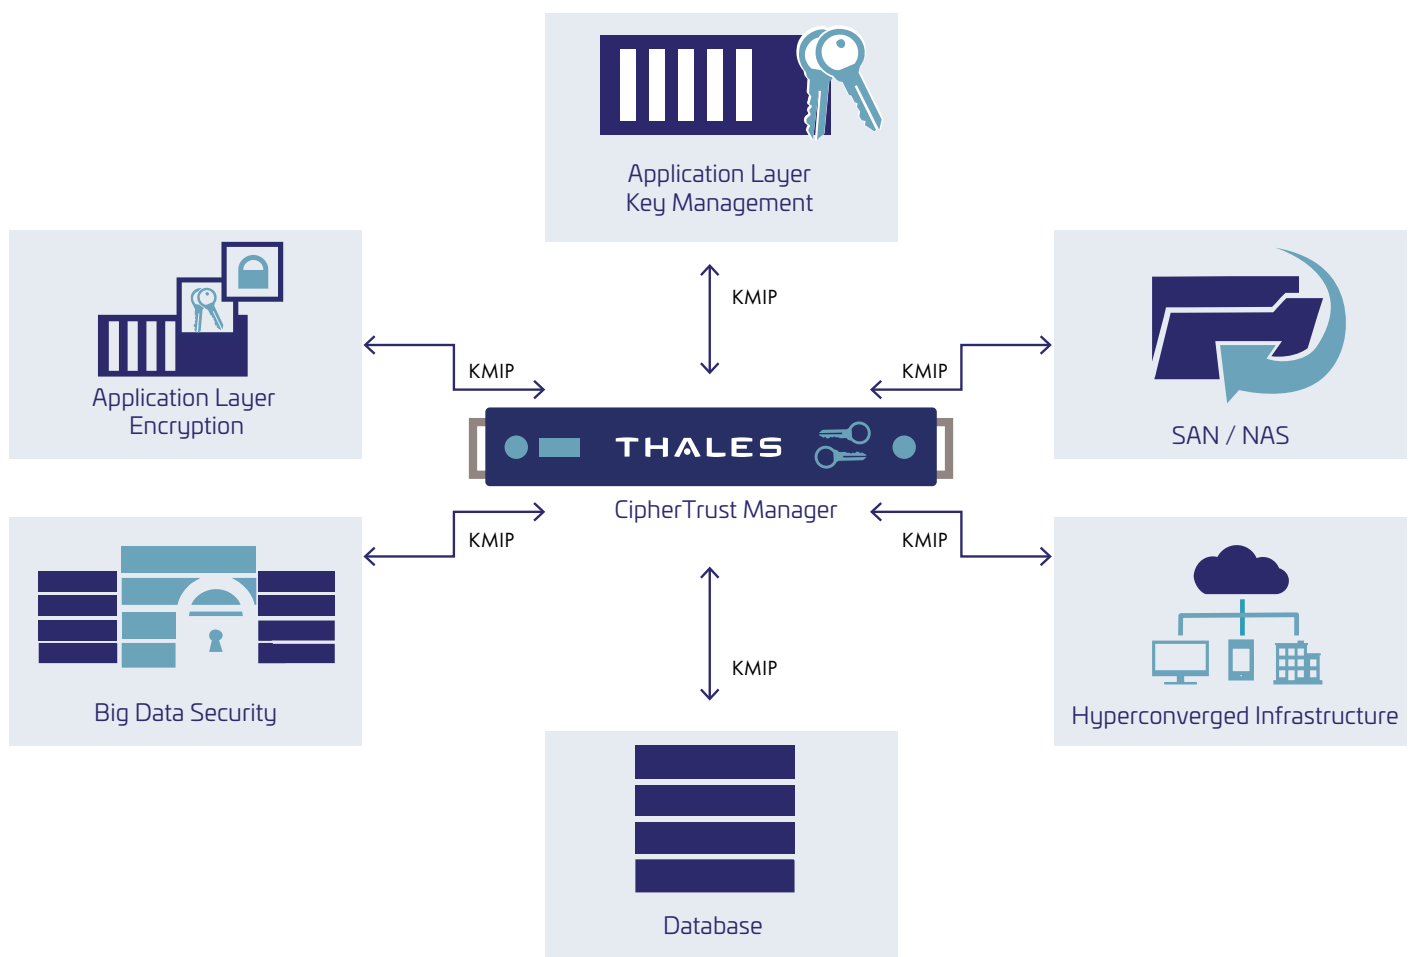 Application Layer
Key Management
KMIP
Application Layer
Encryption
KMIP
KMIP
SAN / NAS
THALES
CipherTrust Manager
KMIP
KMIP
Big Data Security
Hyperconverged Infrastructure
KMIP
Database